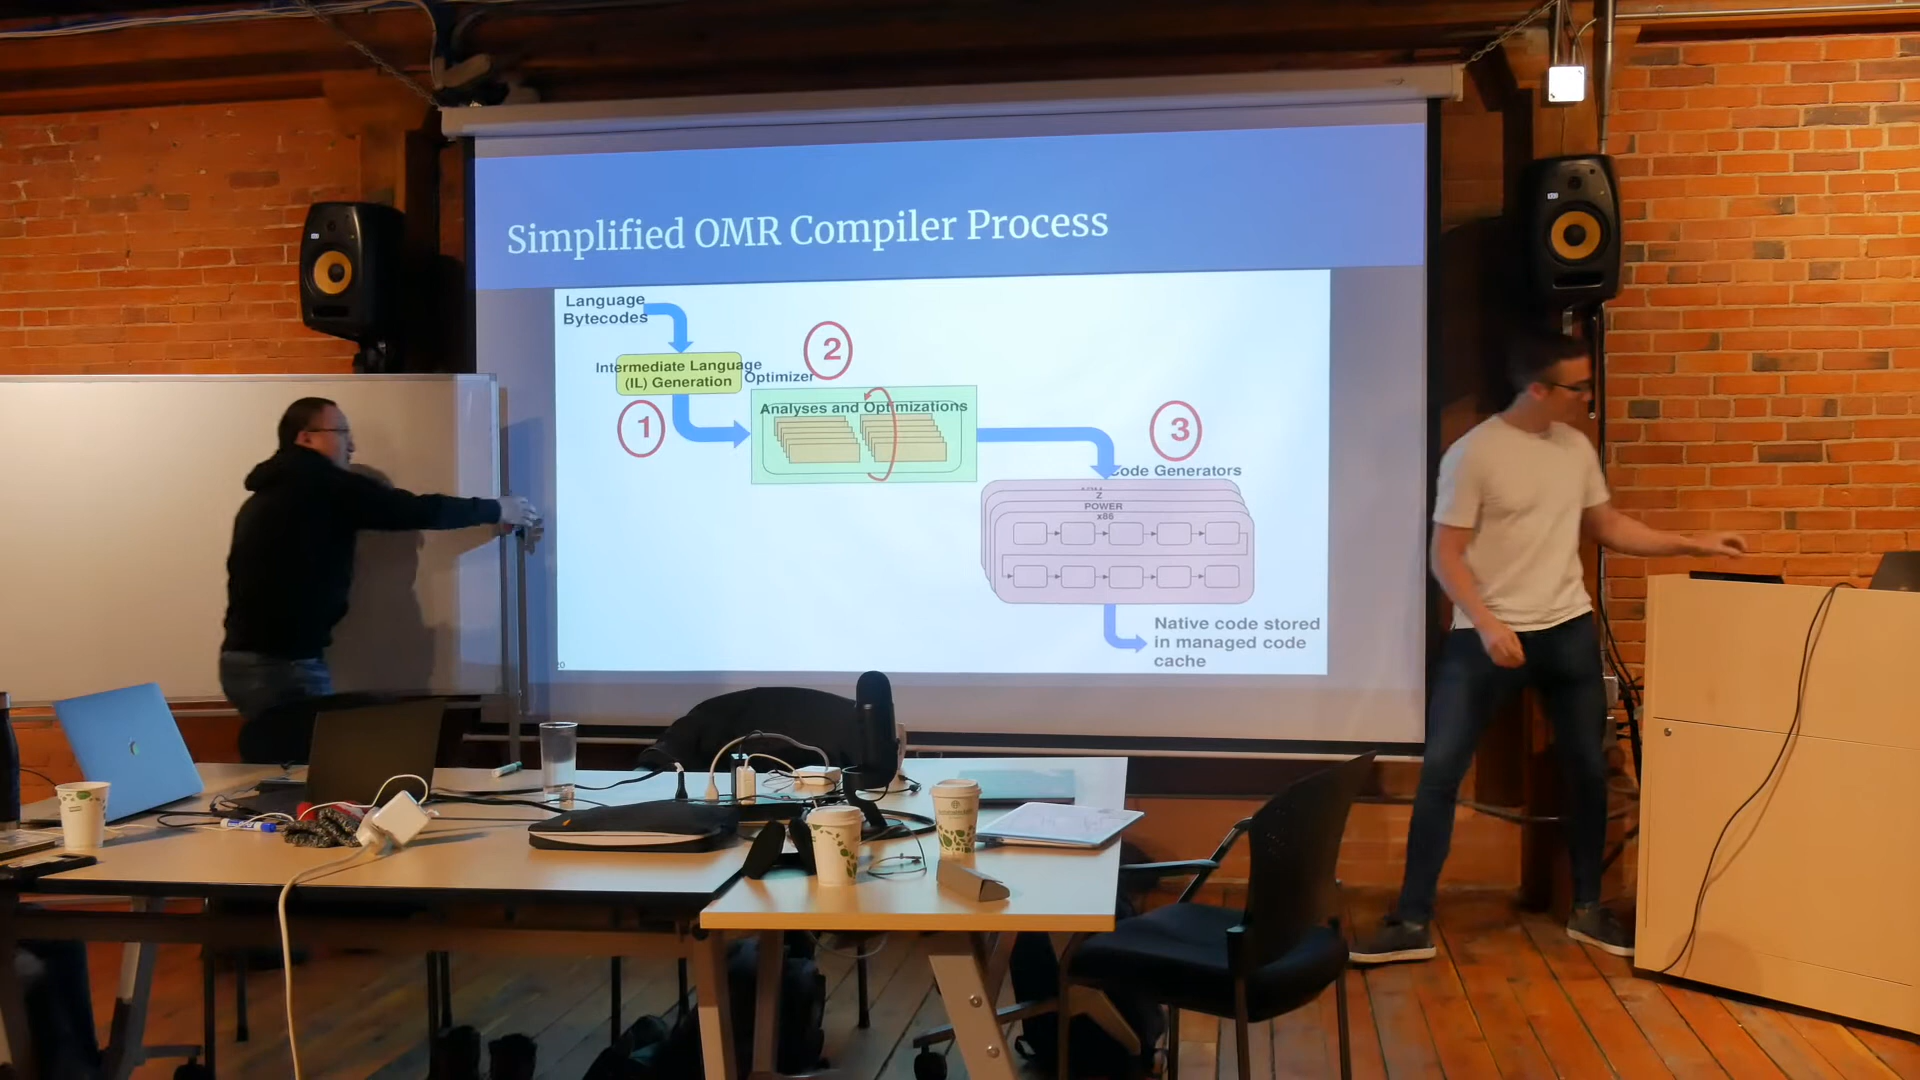 Simplified OMR Compiler Process
Language
Bytecodes
Intermediate Language
(IL) Generation
1
Optimizer
2
Analyses and Optimizations
3
Code Generators
Z
POWER
x86
Native code stored
in managed code
cache
20